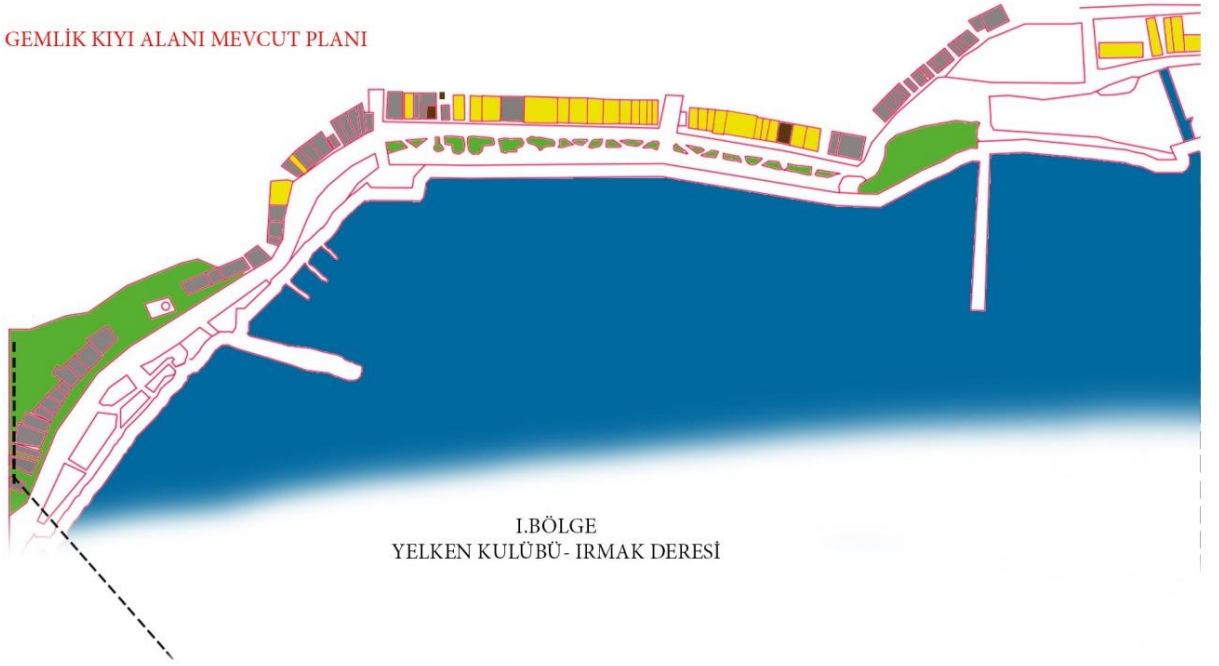 GEMLİK KIYI ALANI MEVCUT PLANI
I.BÖLGE
YELKEN KULÜBÜ- IRMAK DERESİ